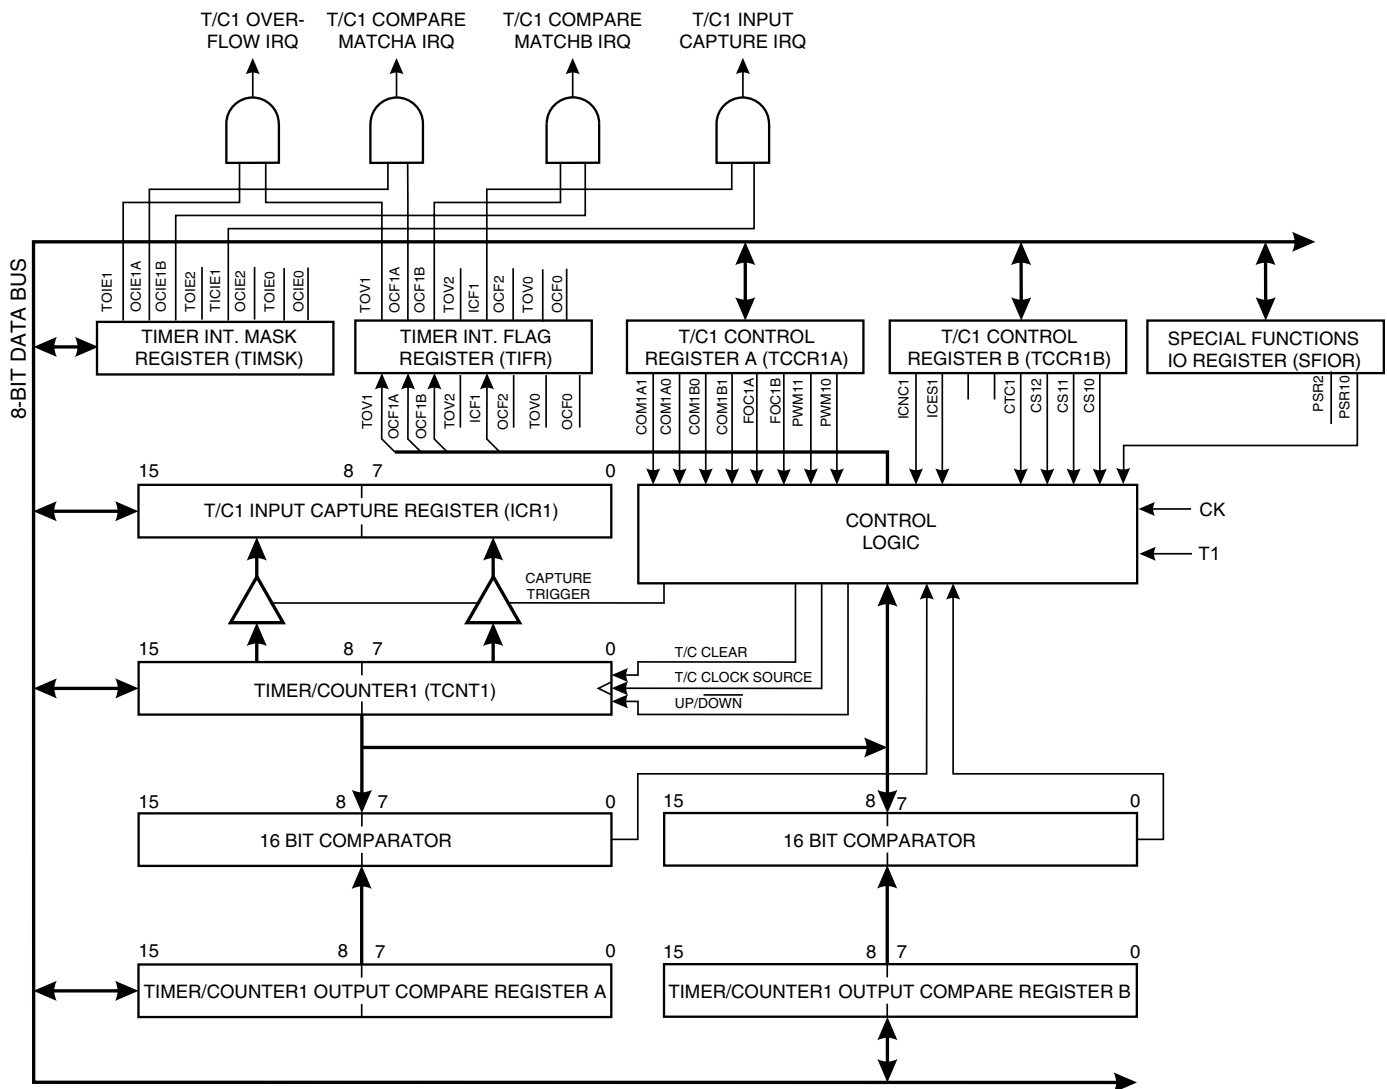 T/C1 OVER-
FLOW IRQ
T/C1 COMPARE
MATCHA IRQ
T/C1 COMPARE
MATCHB IRQ
T/C1 INPUT
CAPTURE IRQ
8-BIT DATA BUS
TOIE1
OCIE1A
OCIE1B
TOIE2
TICIE1
OCIE2
TOIE0
OCIE0
TOV1
OCF1A
OCF1B
TOV2
ICF1
OCF2
TOV0
OCF0
TIMER INT. MASK
REGISTER (TIMSK)
TIMER INT. FLAG
REGISTER (TIFR)
T/C1 CONTROL
REGISTER A (TCCR1A)
T/C1 CONTROL
REGISTER B (TCCR1B)
SPECIAL FUNCTIONS
IO REGISTER (SFIOR)
TOV1
OCF1A
OCF1B
TOV2
ICF1
OCF2
TOV0
OCF0
COM1A1
COM1A0
COM1B0
COM1B1
FOC1A
FOC1B
PWM11
PWM10
ICNC1
ICES1
CTC1
CS12
CS11
CS10
PSR2
PSR10
15 8 7 0
T/C1 INPUT CAPTURE REGISTER (ICR1)
CONTROL
LOGIC
CK
T1
CAPTURE
TRIGGER
15 8 7 0
TIMER/COUNTER1 (TCNT1)
T/C CLEAR
T/C CLOCK SOURCE
UP/DOWN
15 8 7 0
16 BIT COMPARATOR
15 8 7 0
16 BIT COMPARATOR
15 8 7 0
TIMER/COUNTER1 OUTPUT COMPARE REGISTER A
15 8 7 0
TIMER/COUNTER1 OUTPUT COMPARE REGISTER B